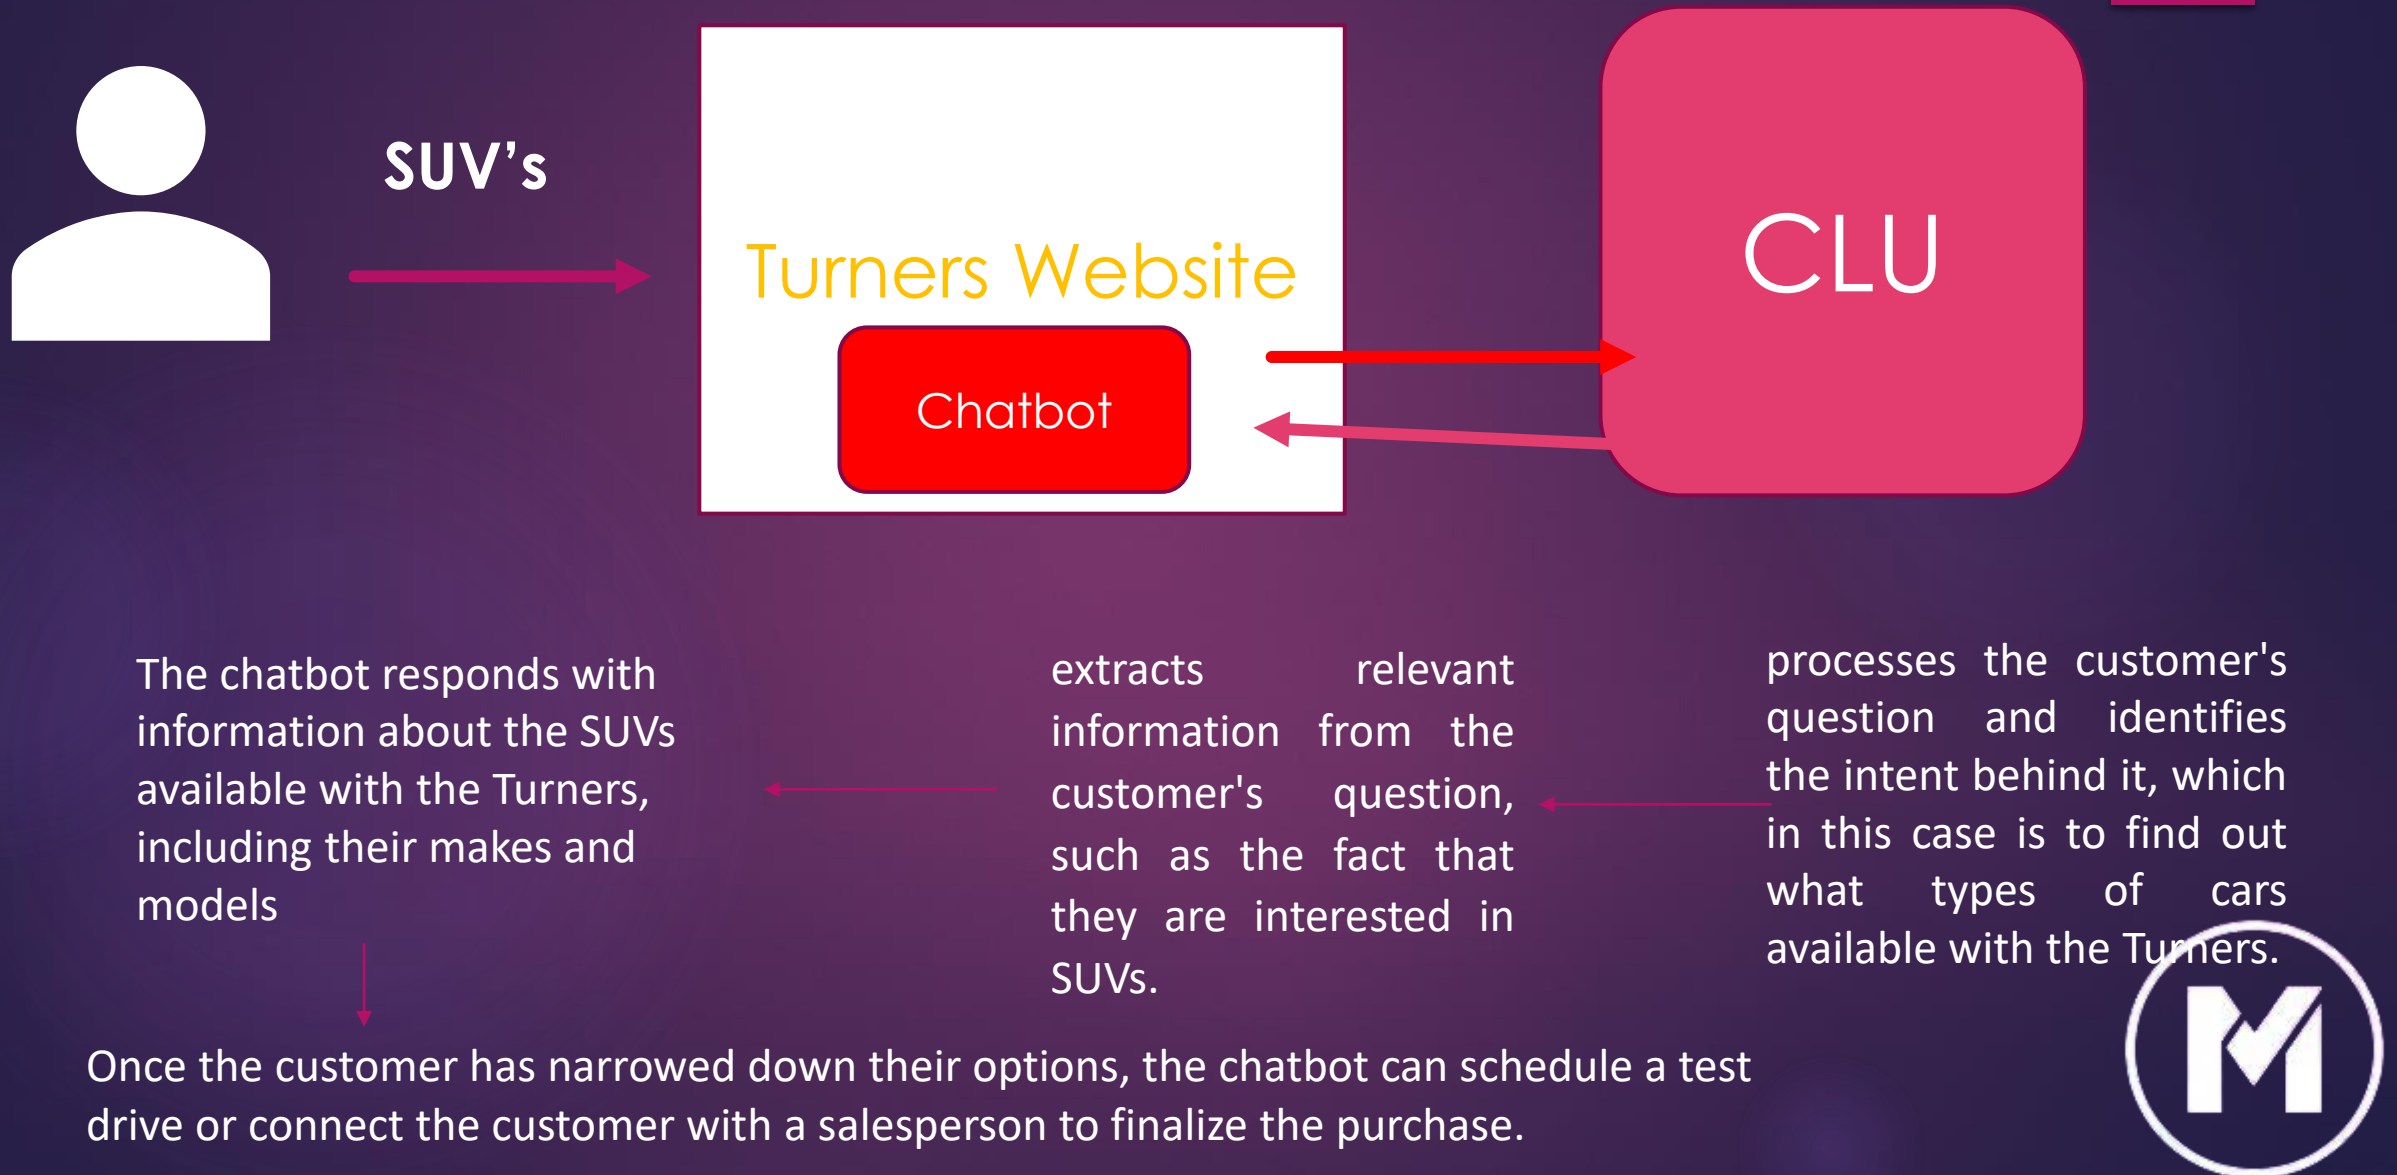 SUV's
Turners Website
Chatbot
CLU
The chatbot responds with
information about the SUVs
available with the Turners,
including their makes and
models
extracts relevant
information from the
customer's question,
such as the fact that
they are interested in
SUVs.
processes the customer's
question and identifies
the intent behind it, which
in this case is to find out
what types of cars
available with the Turners.
Once the customer has narrowed down their options, the chatbot can schedule a test
drive or connect the customer with a salesperson to finalize the purchase.